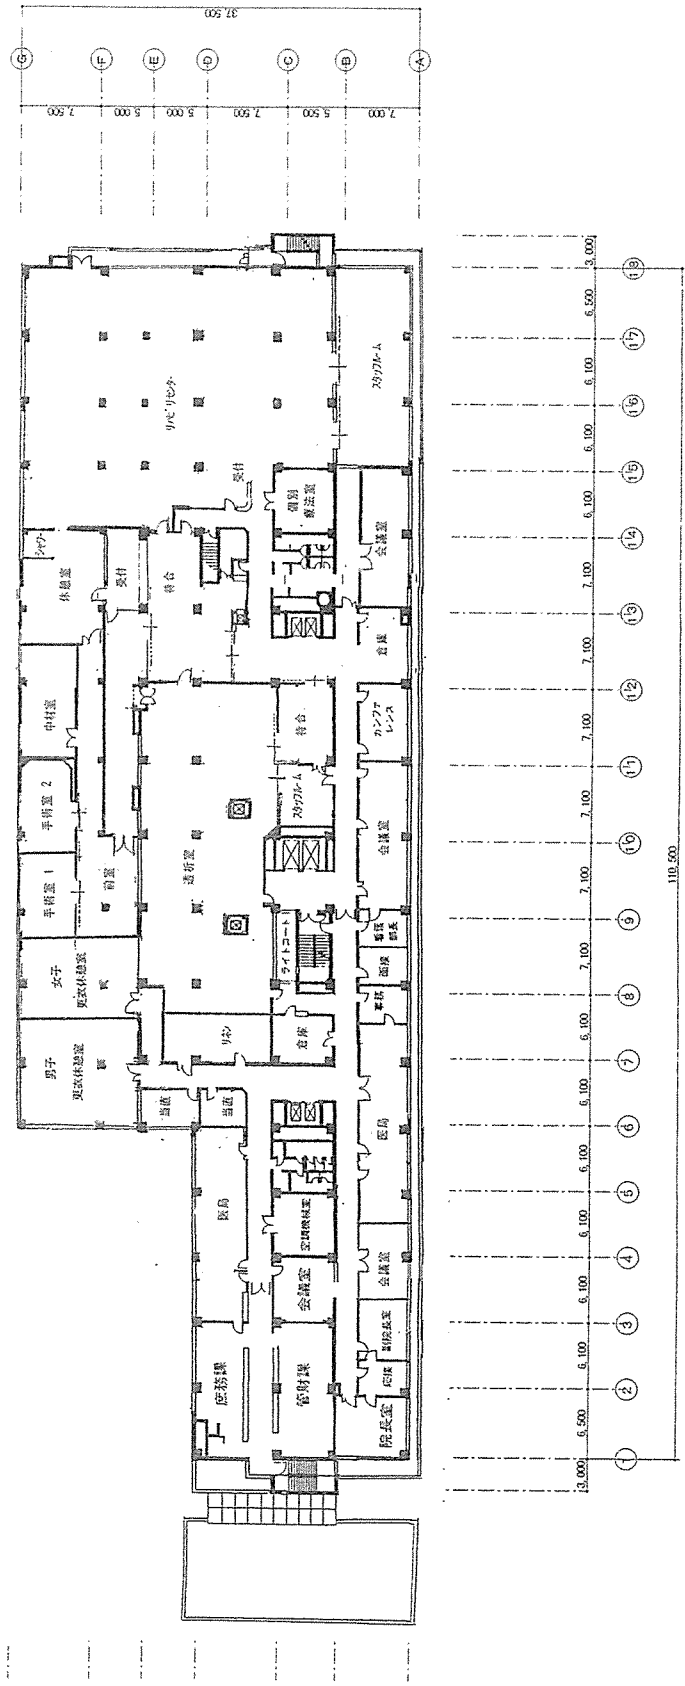 37,500
G
F
E
D
C
B
A
7,500
5,000
5,000
7,500
5,500
7,000
3,000
18
6,500
17
6,100
16
6,100
15
6,100
14
7,100
13
7,100
12
7,100
11
7,100
10
7,100
9
7,100
8
6,100
7
6,100
6
6,100
5
6,100
4
6,100
3
6,100
2
6,500
1
3,000
110,500
リハビリセンター
スタッフルーム
受付
個別
療法室
会議室
シャワー
休憩室
受付
待合
倉庫
中材室
待合
カンファ
レンス
スタッフルーム
手術室 2
手術室 1
前室
透析室
会議室
ライトコート
看護
部長
面接
事務
女子
更衣休憩室
リネン
倉庫
男子
更衣休憩室
当直
当直
医局
医局
空調機械室
会議室
会議室
副院長室
応接
庶務課
管財課
院長室